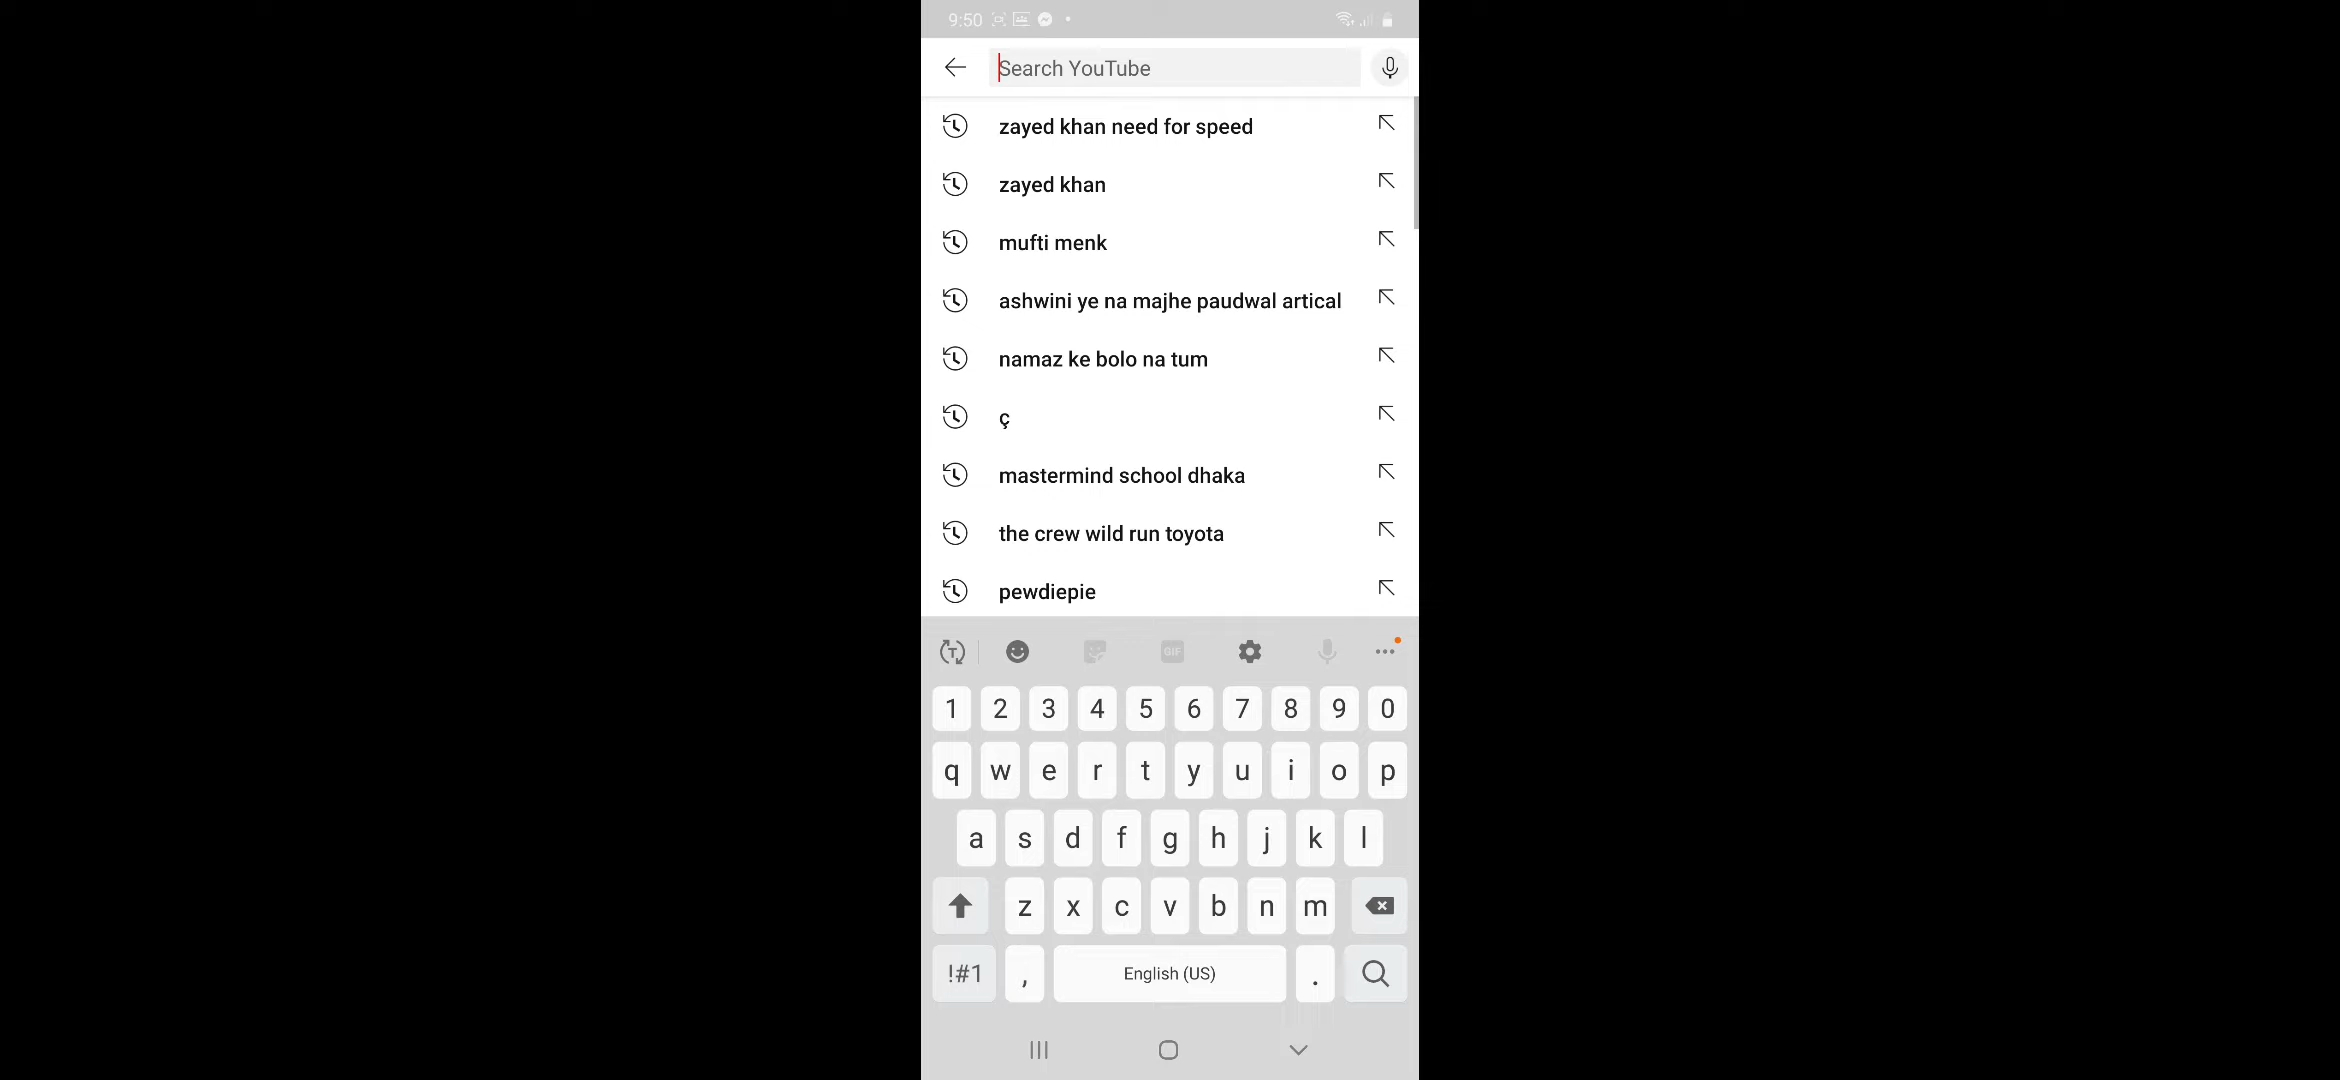 9:50
Search YouTube
zayed khan need for speed
zayed khan
mufti menk
ashwini ye na majhe paudwal artical
namaz ke bolo na tum
ç
mastermind school dhaka
the crew wild run toyota
pewdiepie
T GIF
1 2 3 4 5 6 7 8 9 0
q w e r t y u i o p
a s d f g h j k l
z x c v b n m
!#1 , English (US) .